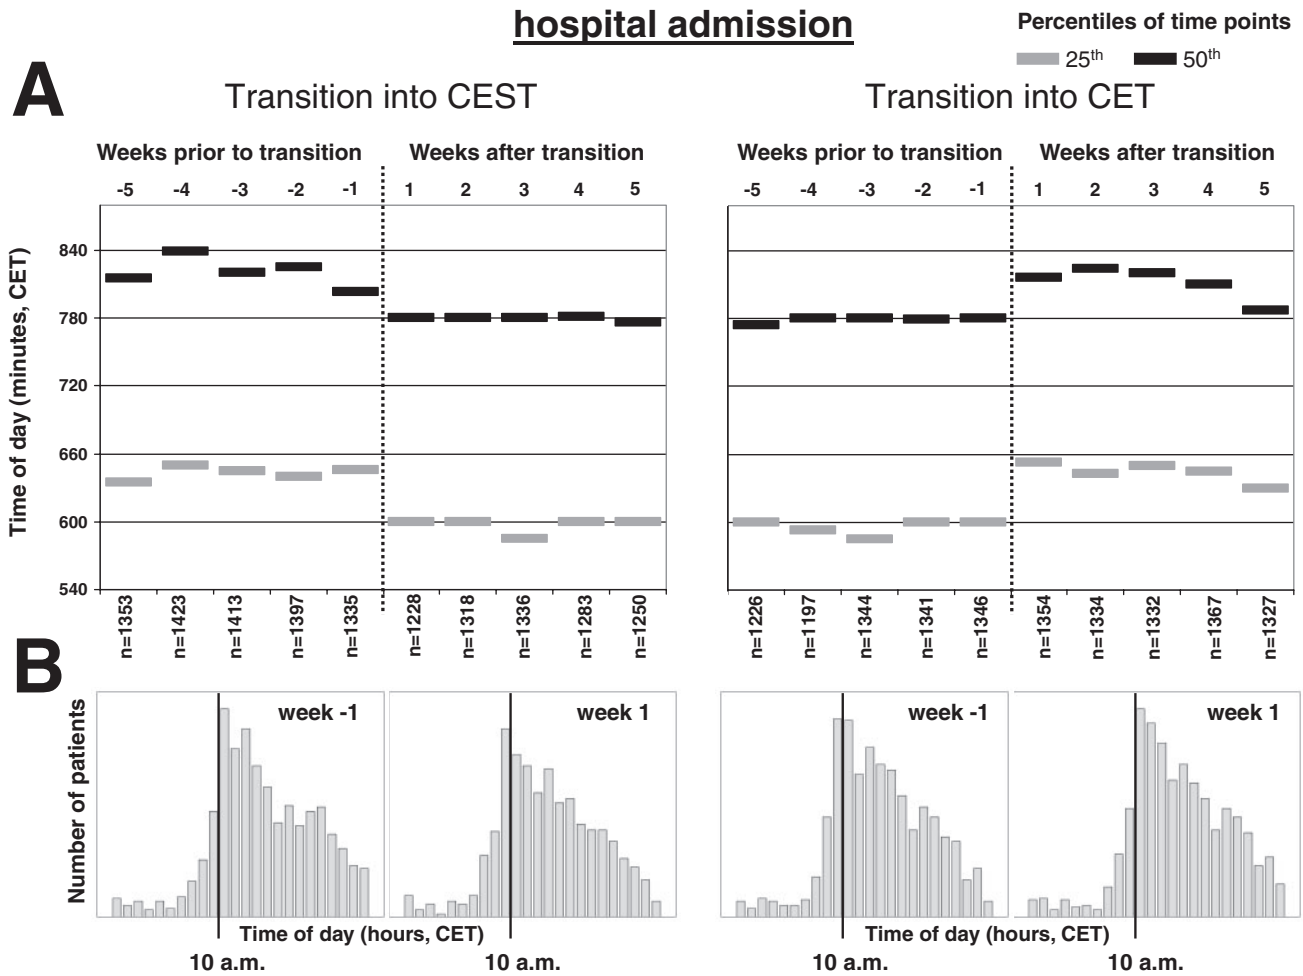 hospital admission
Percentiles of time points
25th 50th
A
Transition into CEST
Transition into CET
Weeks prior to transition Weeks after transition
Weeks prior to transition Weeks after transition
-5 -4 -3 -2 -1 1 2 3 4 5
-5 -4 -3 -2 -1 1 2 3 4 5
Time of day (minutes, CET)
840
780
720
660
600
540
n=1353 n=1423 n=1413 n=1397 n=1335 n=1228 n=1318 n=1336 n=1283 n=1250
n=1226 n=1197 n=1344 n=1341 n=1346 n=1354 n=1334 n=1332 n=1367 n=1327
B
Number of patients
week -1 week 1 week -1 week 1
Time of day (hours, CET) Time of day (hours, CET)
10 a.m. 10 a.m. 10 a.m. 10 a.m.